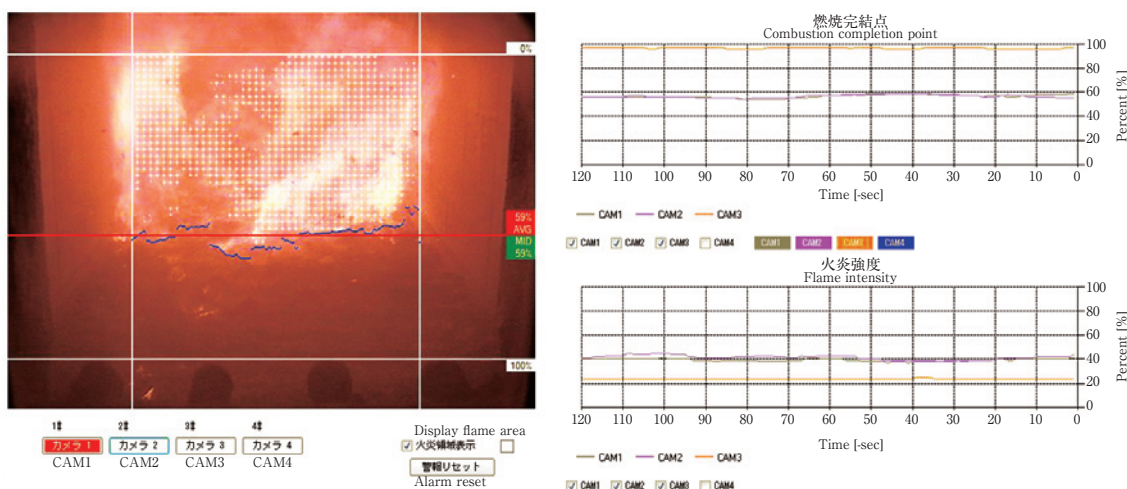 0%
59%
AVG
MID
59%
100%
1号 2号 3号 4号
カメラ 1 カメラ 2 カメラ 3 カメラ 4
CAM1 CAM2 CAM3 CAM4
Display flame area
火炎領域表示
警報リセット
Alarm reset
燃焼完結点
Combustion completion point
100
80
60
40
20
0
Percent [%]
120 110 100 90 80 70 60 50 40 30 20 10 0
Time [-sec]
CAM1 CAM2 CAM3
CAM1 CAM2 CAM3 CAM4 CAM1 CAM2 CAM3 CAM4
火炎強度
Flame intensity
100
80
60
40
20
0
Percent [%]
120 110 100 90 80 70 60 50 40 30 20 10 0
Time [-sec]
CAM1 CAM2 CAM3
CAM1 CAM2 CAM3 CAM4